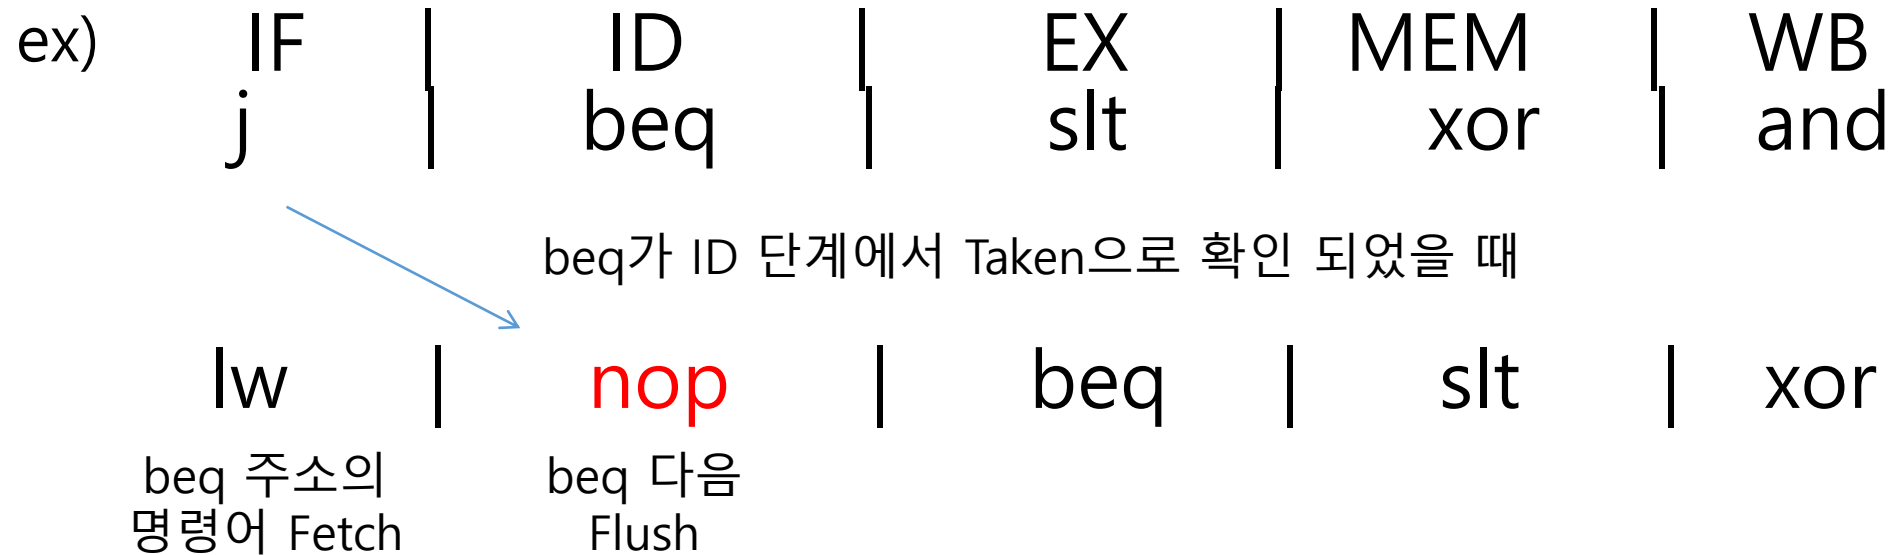 ex) IF | ID | EX | MEM | WB
j | beq | slt | xor | and
beq가 ID 단계에서 Taken으로 확인 되었을 때
lw | nop | beq | slt | xor
beq 주소의 beq 다음
명령어 Fetch Flush